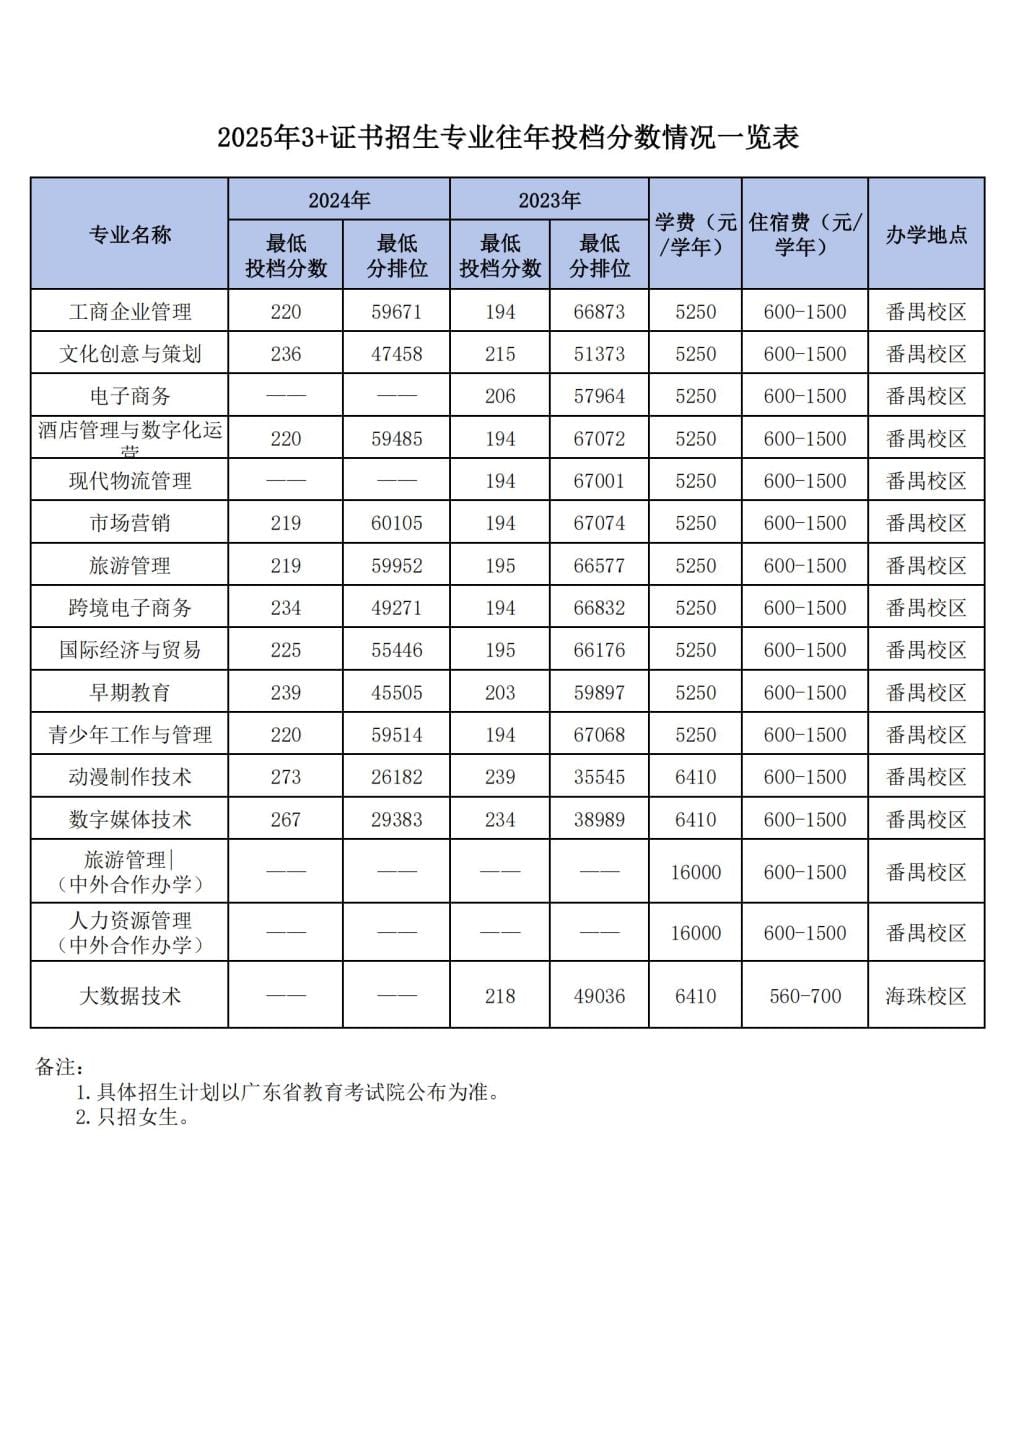 2025年3+证书招生专业往年投档分数情况一览表
专业名称 2024年 2023年 学费（元/学年） 住宿费（元/学年） 办学地点
最低投档分数 最低分排位 最低投档分数 最低分排位
工商企业管理 220 59671 194 66873 5250 600-1500 番禺校区
文化创意与策划 236 47458 215 51373 5250 600-1500 番禺校区
电子商务 —— —— 206 57964 5250 600-1500 番禺校区
酒店管理与数字化运营 220 59485 194 67072 5250 600-1500 番禺校区
现代物流管理 —— —— 194 67001 5250 600-1500 番禺校区
市场营销 219 60105 194 67074 5250 600-1500 番禺校区
旅游管理 219 59952 195 66577 5250 600-1500 番禺校区
跨境电子商务 234 49271 194 66832 5250 600-1500 番禺校区
国际经济与贸易 225 55446 195 66176 5250 600-1500 番禺校区
早期教育 239 45505 203 59897 5250 600-1500 番禺校区
青少年工作与管理 220 59514 194 67068 5250 600-1500 番禺校区
动漫制作技术 273 26182 239 35545 6410 600-1500 番禺校区
数字媒体技术 267 29383 234 38989 6410 600-1500 番禺校区
旅游管理|（中外合作办学） —— —— —— —— 16000 600-1500 番禺校区
人力资源管理（中外合作办学） —— —— —— —— 16000 600-1500 番禺校区
大数据技术 —— —— 218 49036 6410 560-700 海珠校区
备注：
1.具体招生计划以广东省教育考试院公布为准。
2.只招女生。